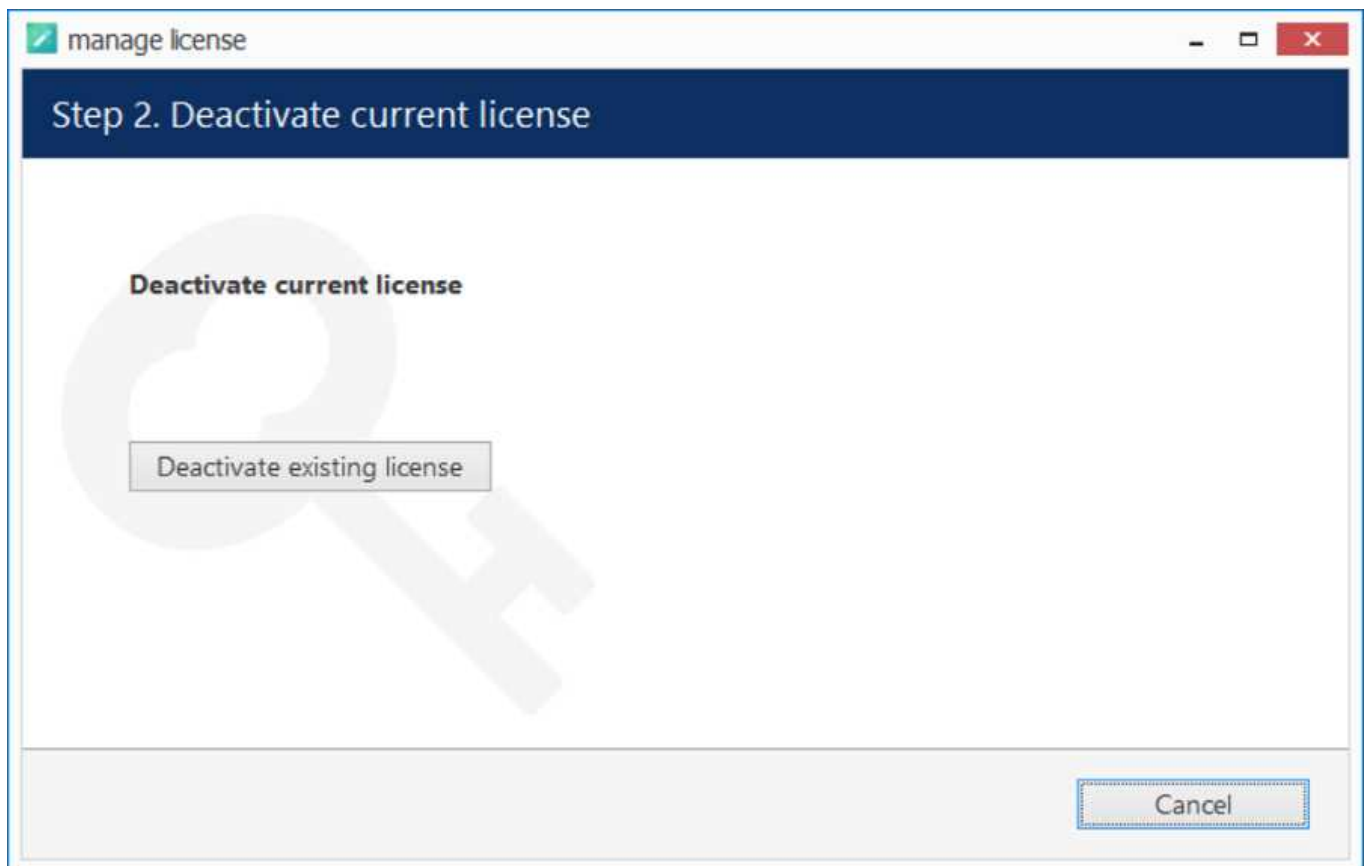 manage license
Step 2. Deactivate current license
Deactivate current license
Deactivate existing license
Cancel